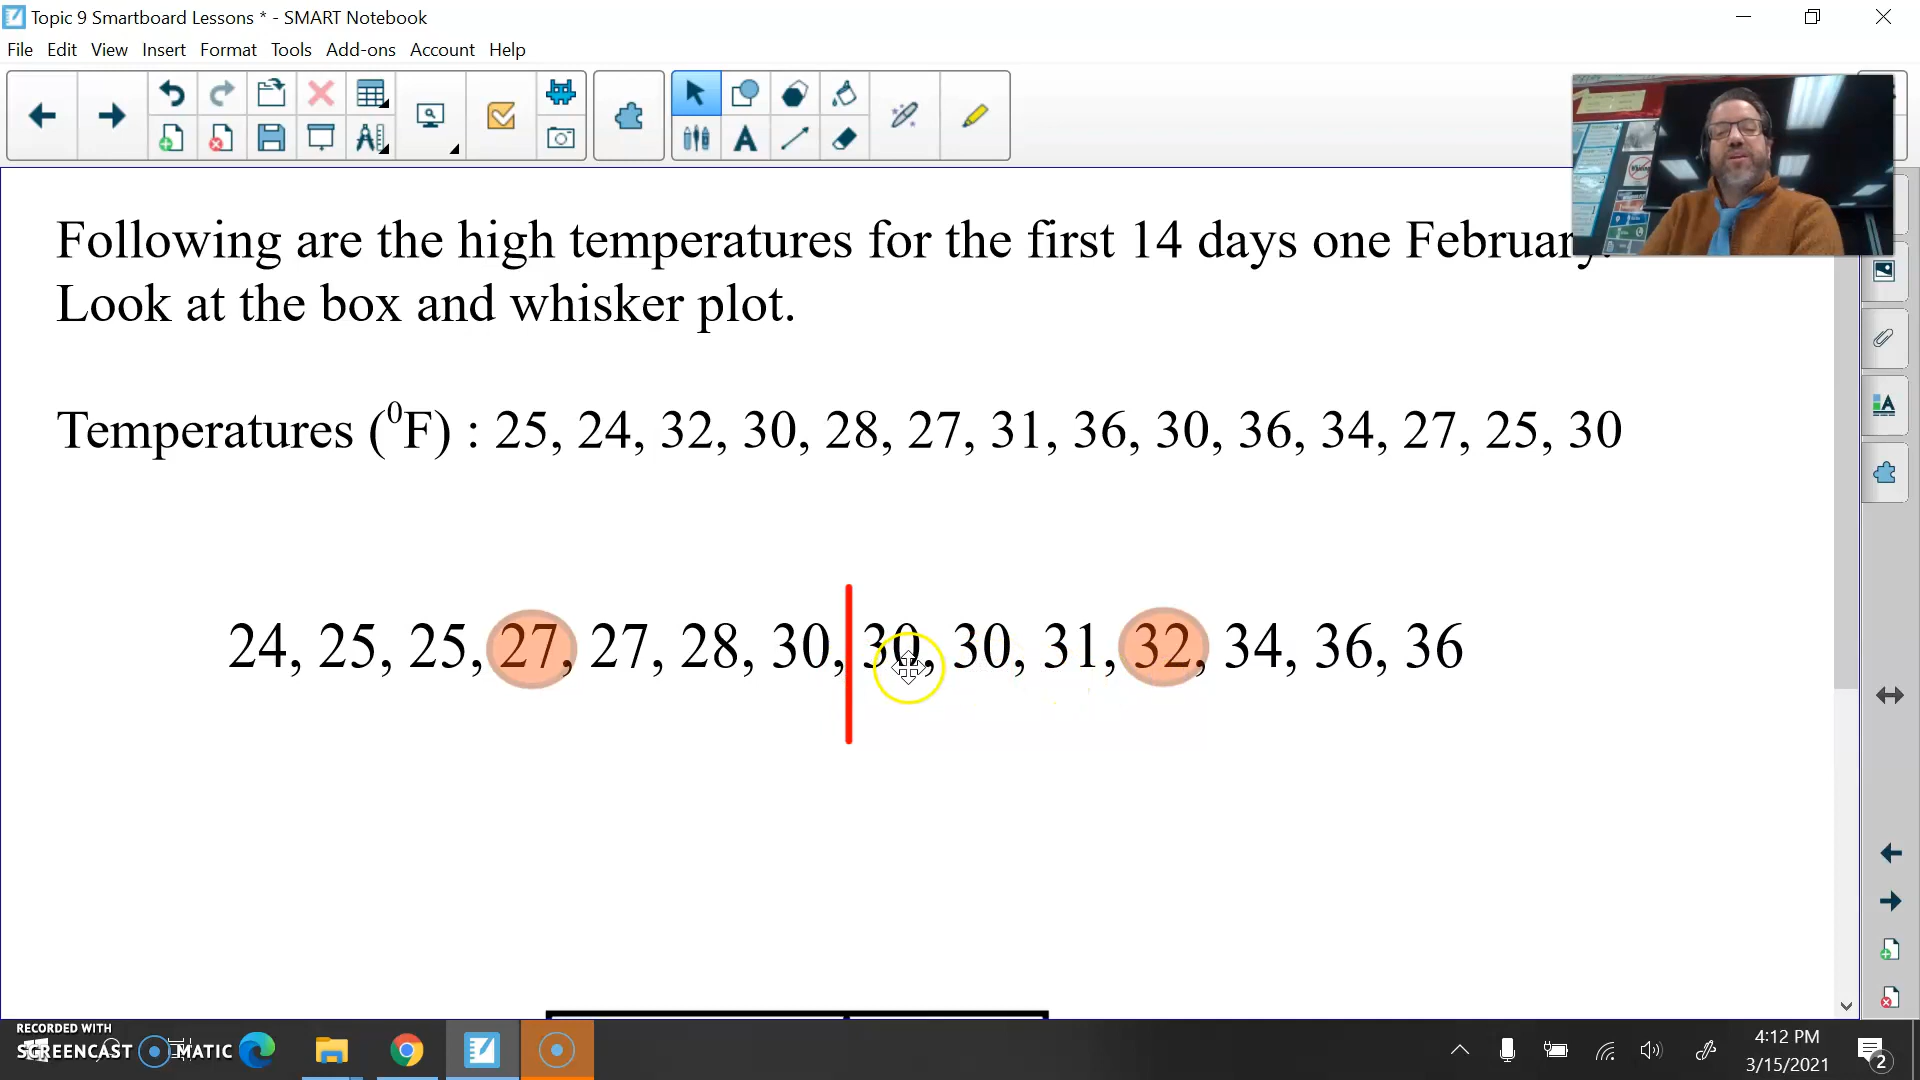 Topic 9 Smartboard Lessons * - SMART Notebook
File Edit View Insert Format Tools Add-ons Account Help
Following are the high temperatures for the first 14 days one February.
Look at the box and whisker plot.
Temperatures (⁰F) : 25, 24, 32, 30, 28, 27, 31, 36, 30, 36, 34, 27, 25, 30
24, 25, 25, 27, 27, 28, 30, 30, 30, 31, 32, 34, 36, 36
RECORDED WITH
SCREENCAST MATIC
4:12 PM
3/15/2021
2